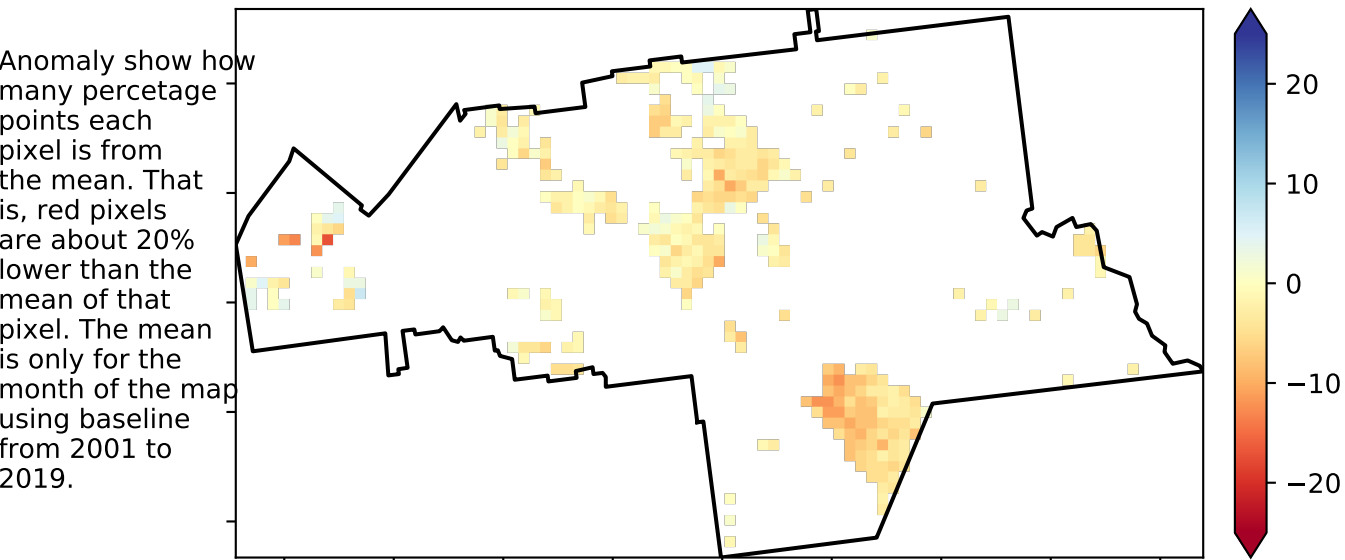 Anomaly show how
many percetage
points each
pixel is from
the mean. That
is, red pixels
are about 20%
lower than the
mean of that
pixel. The mean
is only for the
month of the map
using baseline
from 2001 to
2019.
20
10
0
−10
−20